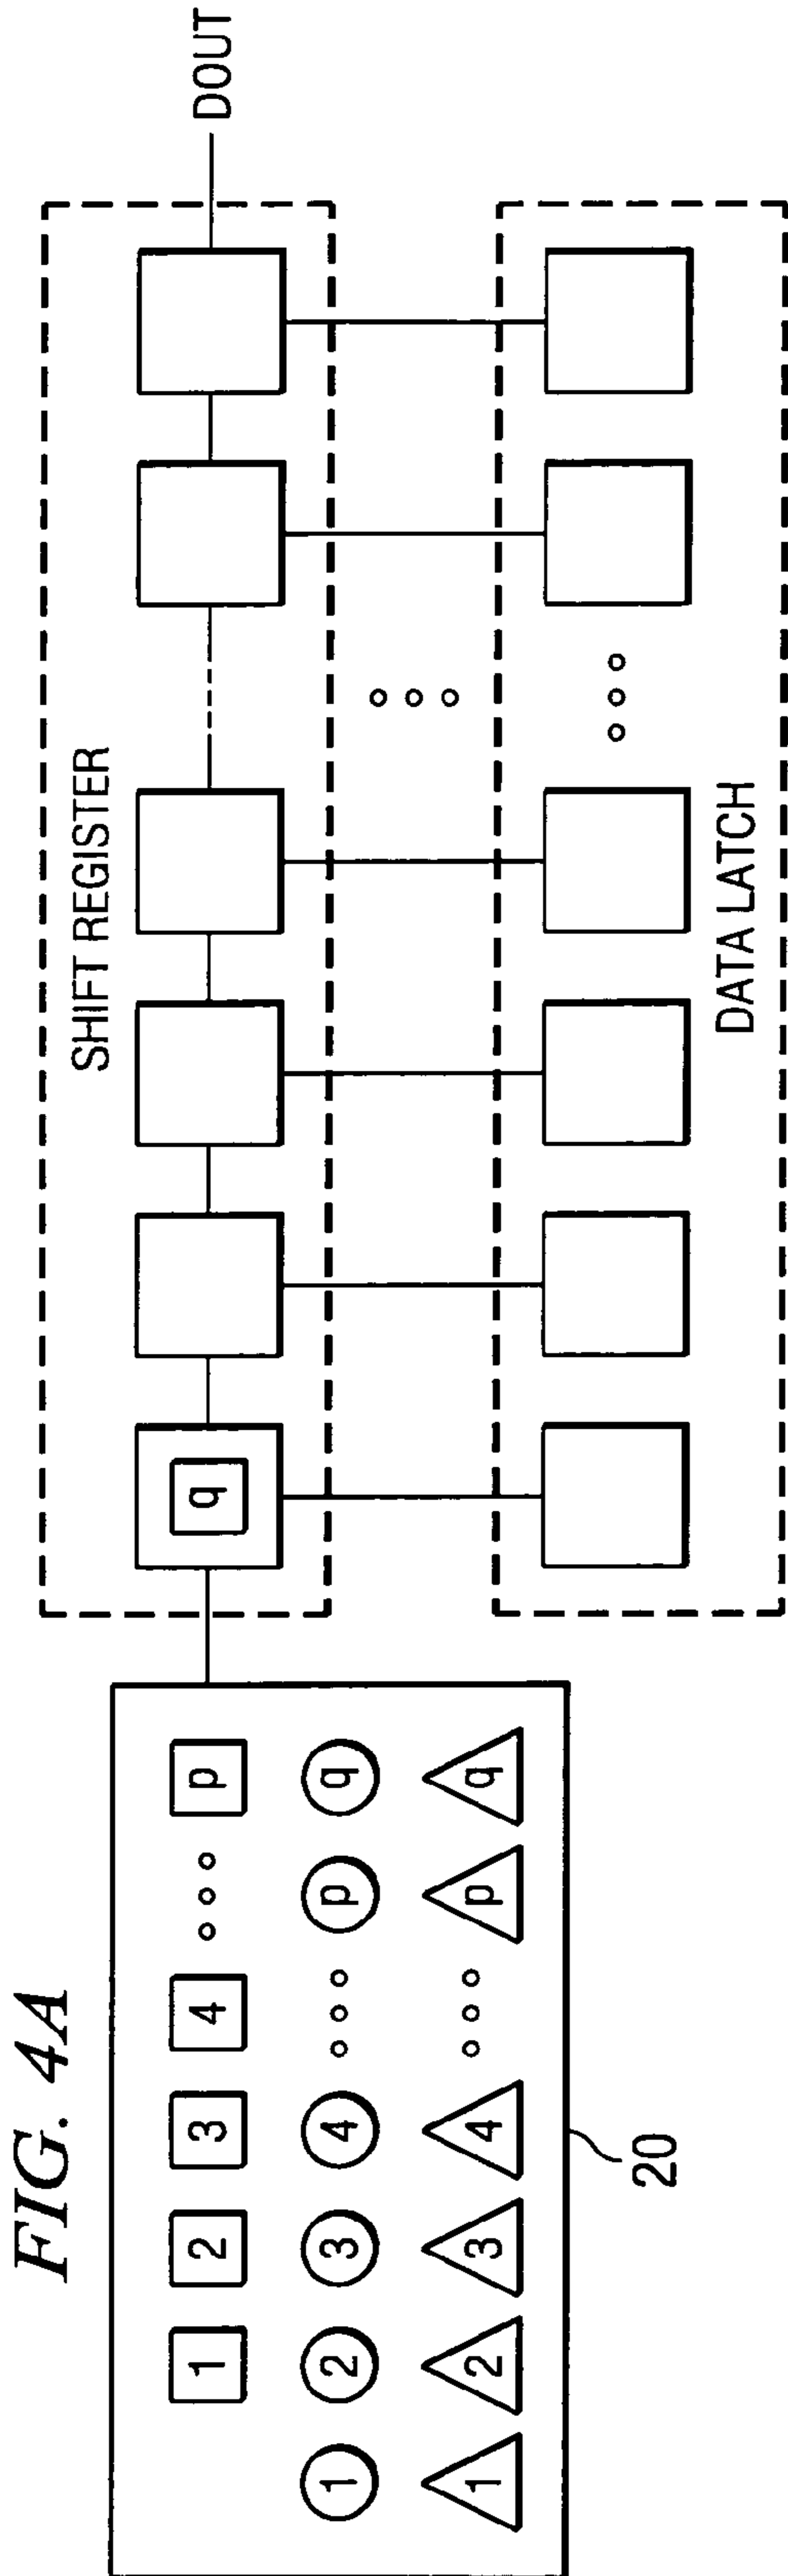 FIG. 4A
1 2 3 4 p
1 2 3 4 p q
1 2 3 4 p q
20
q
SHIFT REGISTER
DATA LATCH
DOUT